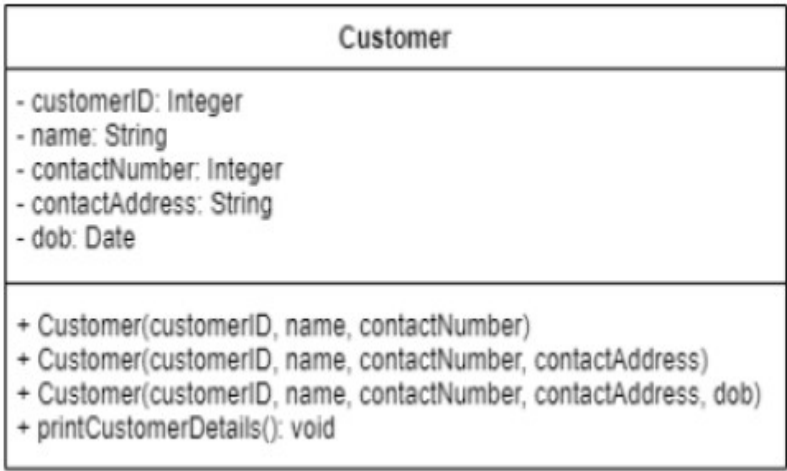 Customer
- customerID: Integer
- name: String
- contactNumber: Integer
- contactAddress: String
- dob: Date
+ Customer(customerID, name, contactNumber)
+ Customer(customerID, name, contactNumber, contactAddress)
+ Customer(customerID, name, contactNumber, contactAddress, dob)
+ printCustomerDetails(): void